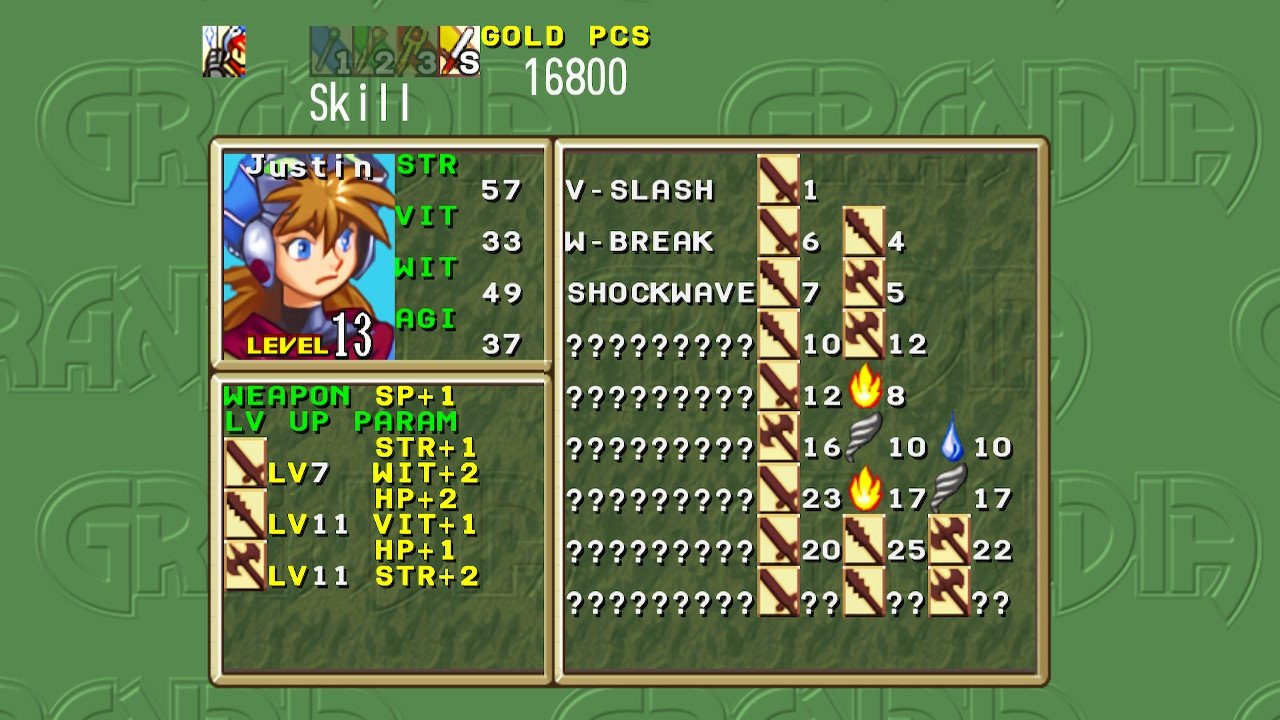 1 2 3 S GOLD PCS
Skill 16800
GRANDIA
Justin
STR 57
VIT 33
WIT 49
AGI 37
LEVEL 13
WEAPON SP+1
LV UP PARAM
STR+1
LV7 WIT+2
HP+2
LV11 VIT+1
HP+1
LV11 STR+2
V-SLASH 1
W-BREAK 6 4
SHOCKWAVE 7 5
????????? 10 12
????????? 12 8
????????? 16 10 10
????????? 23 17 17
????????? 20 25 22
????????? ?? ?? ??